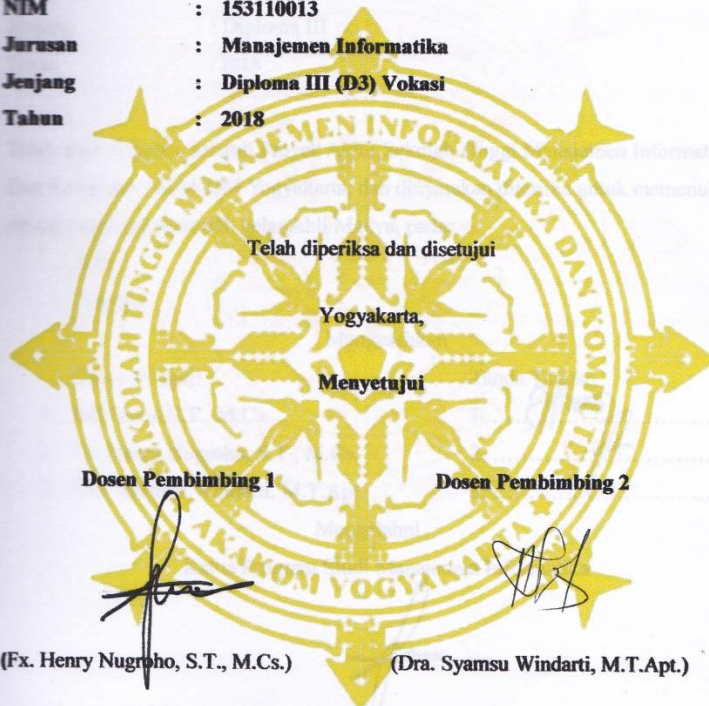 NIM : 153110013
Jurusan : Manajemen Informatika
Jenjang : Diploma III (D3) Vokasi
Tahun : 2018
SEKOLAH TINGGI MANAJEMEN INFORMATIKA DAN KOMPUTER
Telah diperiksa dan disetujui
Yogyakarta,
Menyetujui
Dosen Pembimbing 1 Dosen Pembimbing 2
★ AKAKOM YOGYAKARTA ★
(Fx. Henry Nugroho, S.T., M.Cs.) (Dra. Syamsu Windarti, M.T.Apt.)